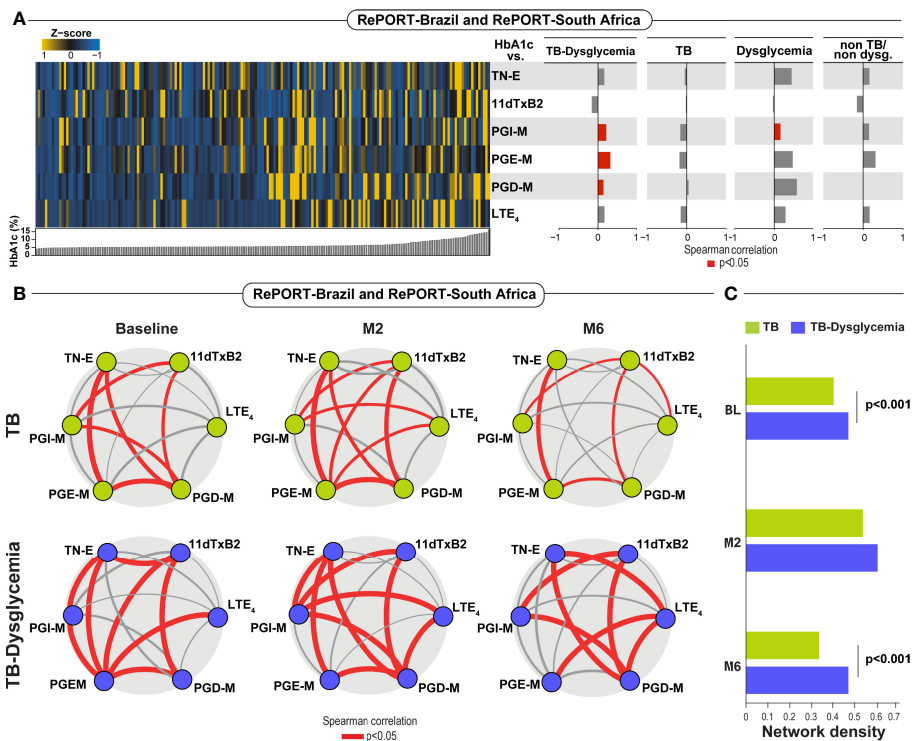 A
RePORT-Brazil and RePORT-South Africa
Z-score
1 0 −1
HbA1c
vs.
TB-Dysglycemia
TB
Dysglycemia
non TB/
non dysg.
TN-E
11dTxB2
PGI-M
PGE-M
PGD-M
LTE4
HbA1c (%)
15
10
5
0
−1 0 1
−1 0 1
−1 0 1
−1 0 1
Spearman correlation
p<0.05
B
RePORT-Brazil and RePORT-South Africa
C
Baseline
M2
M6
TB
TN-E
11dTxB2
PGI-M
LTE4
PGE-M
PGD-M
TN-E
11dTxB2
PGI-M
LTE4
PGE-M
PGD-M
TN-E
11dTxB2
PGI-M
LTE4
PGE-M
PGD-M
TB-Dysglycemia
TN-E
11dTxB2
PGI-M
LTE4
PGEM
PGD-M
TN-E
11dTxB2
PGI-M
LTE4
PGE-M
PGD-M
TN-E
11dTxB2
PGI-M
LTE4
PGE-M
PGD-M
Spearman correlation
p<0.05
TB TB-Dysglycemia
BL
p<0.001
M2
M6
p<0.001
0 0.1 0.2 0.3 0.4 0.5 0.6 0.7
Network density